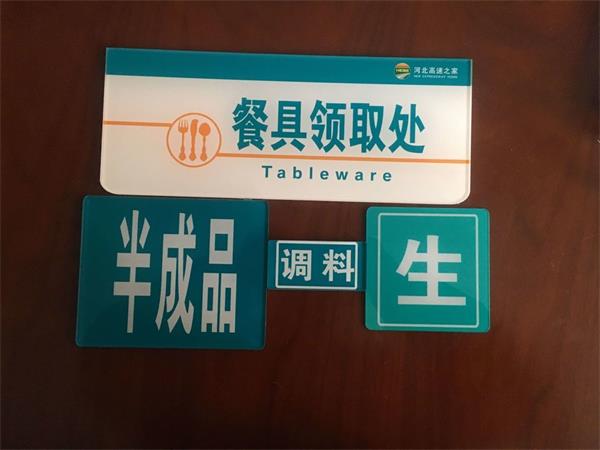 河北高速之家
餐具领取处
Tableware
半成品
调料
生